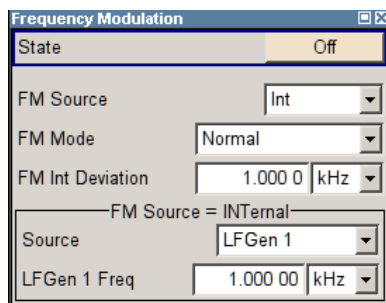 Frequency Modulation
State Off
FM Source Int
FM Mode Normal
FM Int Deviation 1.000 0 kHz
FM Source = INTernal
Source LFGen 1
LFGen 1 Freq 1.000 00 kHz